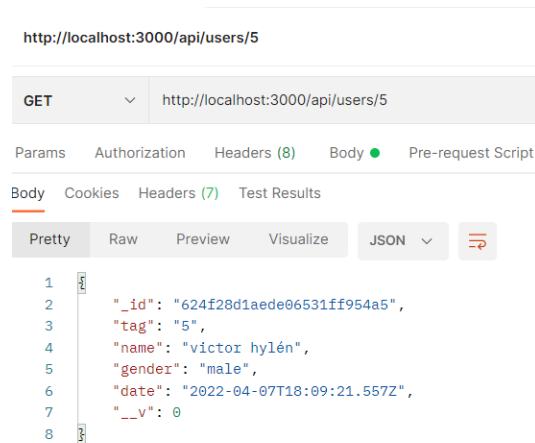 http://localhost:3000/api/users/5
GET http://localhost:3000/api/users/5
Params Authorization Headers (8) Body Pre-request Script
Body Cookies Headers (7) Test Results
Pretty Raw Preview Visualize JSON
1 {
2 "_id": "624f28d1aede06531ff954a5",
3 "tag": "5",
4 "name": "victor hylén",
5 "gender": "male",
6 "date": "2022-04-07T18:09:21.557Z",
7 "__v": 0
8 }